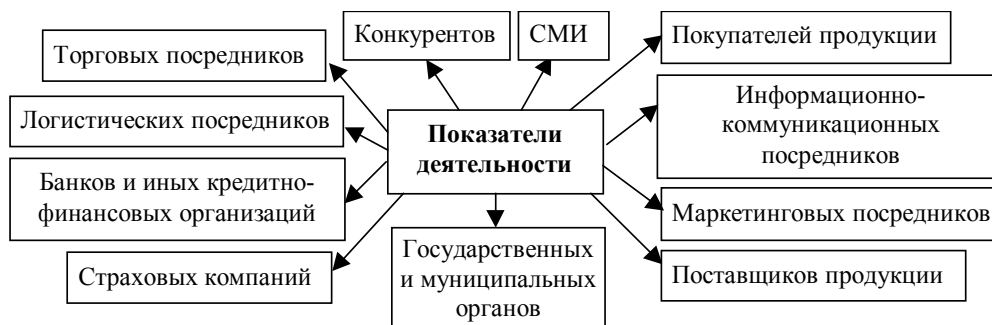 Конкурентов
СМИ
Покупателей продукции
Торговых посредников
Информационно-
коммуникационных
посредников
Логистических посредников
Показатели
деятельности
Банков и иных кредитно-
финансовых организаций
Маркетинговых посредников
Государственных
и муниципальных
органов
Страховых компаний
Поставщиков продукции